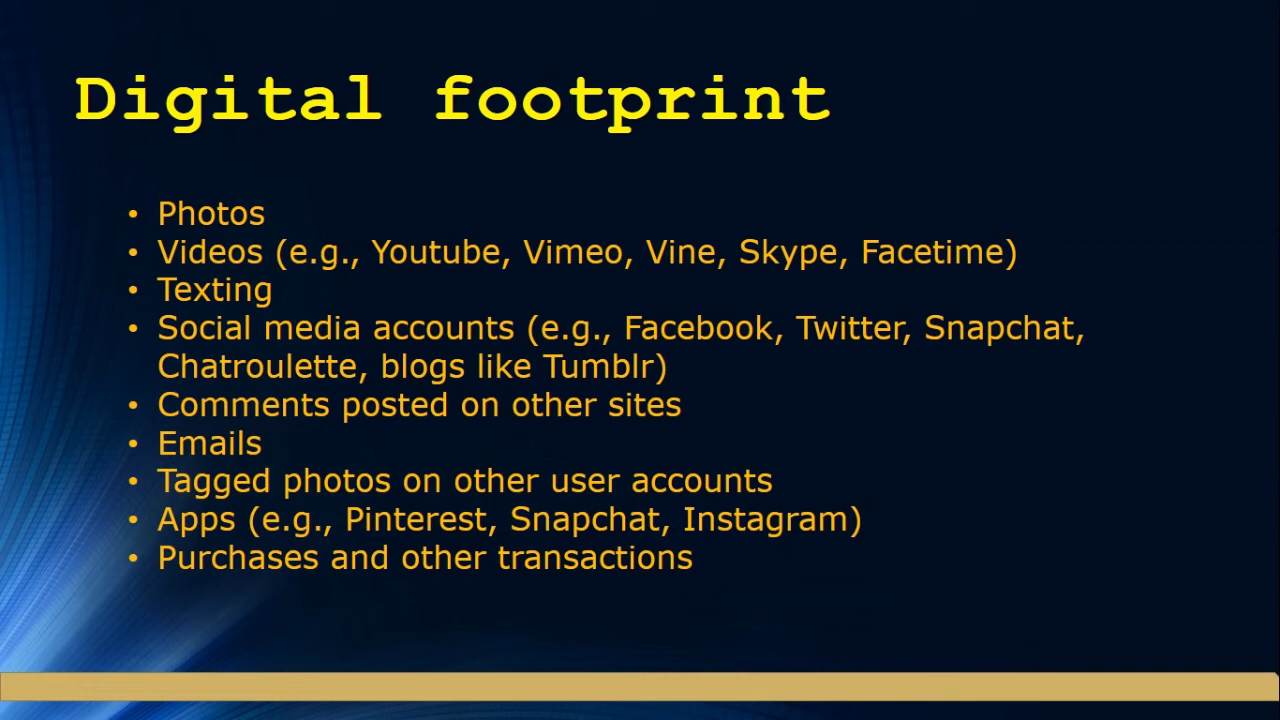 Digital footprint
• Photos
• Videos (e.g., Youtube, Vimeo, Vine, Skype, Facetime)
• Texting
• Social media accounts (e.g., Facebook, Twitter, Snapchat,
Chatroulette, blogs like Tumblr)
• Comments posted on other sites
• Emails
• Tagged photos on other user accounts
• Apps (e.g., Pinterest, Snapchat, Instagram)
• Purchases and other transactions